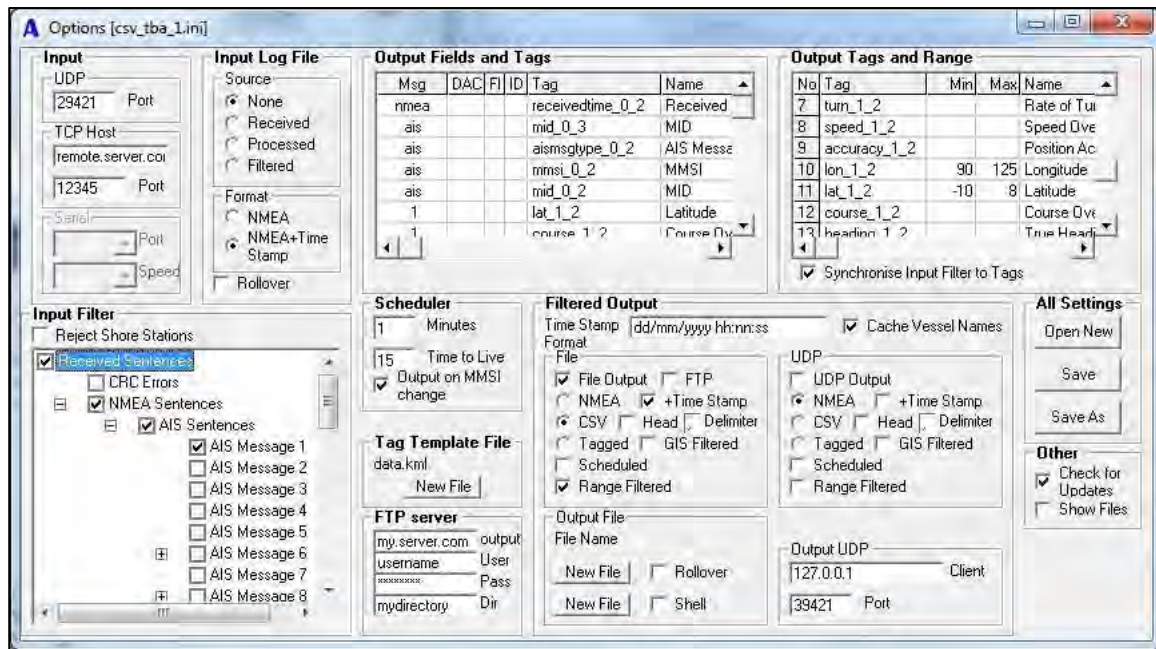 A Options [csv_tba_1.ini]
Input
UDP
29421 Port
TCP Host
remote.server.coi
12345 Port
Serial
Port
Speed
Input Log File
Source
None
Received
Processed
Filtered
Format
NMEA
NMEA+Time
Stamp
Rollover
Output Fields and Tags
Msg DAC FI ID Tag Name
nmea receivedtime_0_2 Received
ais mid_0_3 MID
ais aismsgtype_0_2 AIS Messa
ais mmsi_0_2 MMSI
ais mid_0_2 MID
1 lat_1_2 Latitude
1 course_1_2 Course Ov
Output Tags and Range
No Tag Min Max Name
7 turn_1_2 Rate of Tur
8 speed_1_2 Speed Ove
9 accuracy_1_2 Position Ac
10 lon_1_2 90 125 Longitude
11 lat_1_2 -10 8 Latitude
12 course_1_2 Course Ove
13 heading_1_2 True Headi
Synchronise Input Filter to Tags
Input Filter
Reject Shore Stations
Received Sentences
CRC Errors
NMEA Sentences
AIS Sentences
AIS Message 1
AIS Message 2
AIS Message 3
AIS Message 4
AIS Message 5
AIS Message 6
AIS Message 7
AIS Message 8
Scheduler
1 Minutes
15 Time to Live
Output on MMSI
change
Tag Template File
data.kml
New File
FTP server
my.server.com output
username User
xxxxxxxx Pass
mydirectory Dir
Filtered Output
Time Stamp dd/mm/yyyy hh:nn:ss Cache Vessel Names
Format
File
File Output FTP
NMEA +Time Stamp
CSV Head , Delimiter
Tagged GIS Filtered
Scheduled
Range Filtered
Output File
File Name
New File Rollover
New File Shell
UDP
UDP Output
NMEA +Time Stamp
CSV Head Delimiter
Tagged GIS Filtered
Scheduled
Range Filtered
Output UDP
127.0.0.1 Client
39421 Port
All Settings
Open New
Save
Save As
Other
Check for
Updates
Show Files